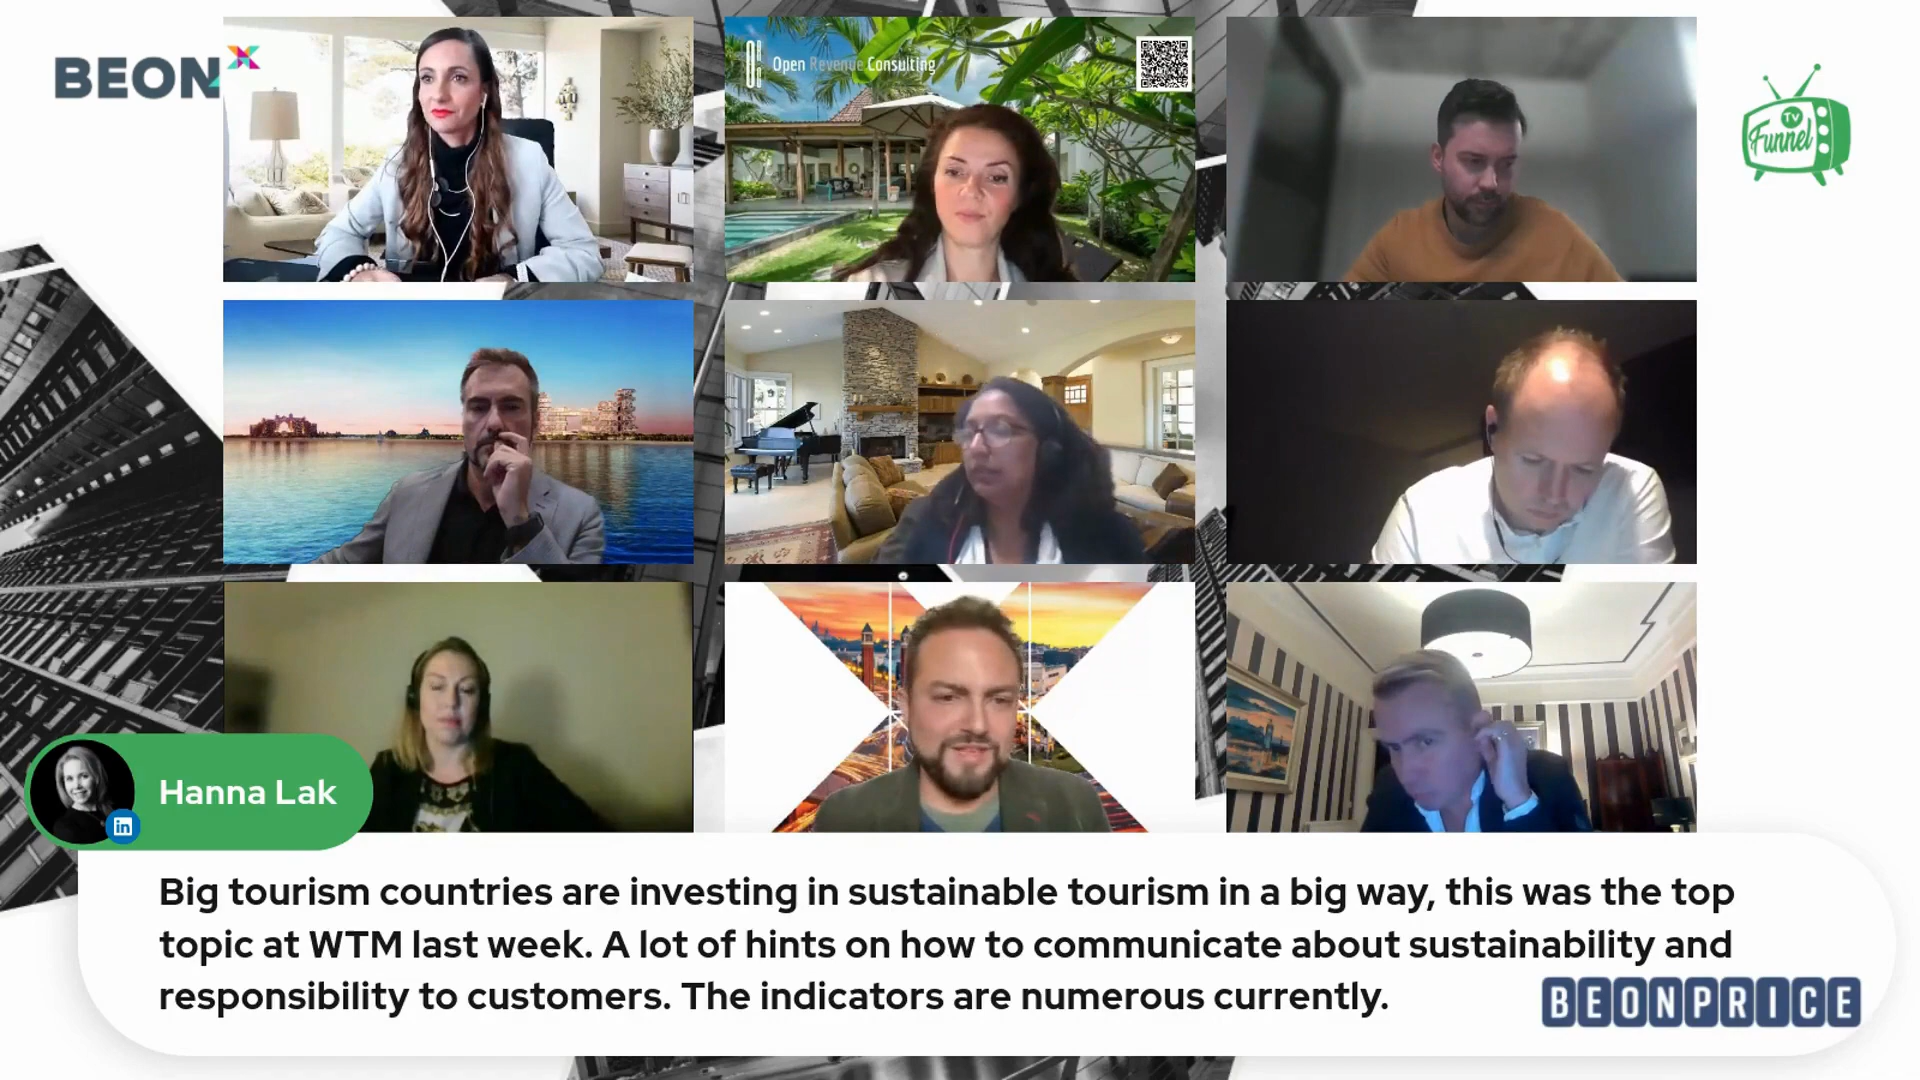 BEONX
Open Revenue Consulting
TV
Funnel
Hanna Lak
in
Big tourism countries are investing in sustainable tourism in a big way, this was the top
topic at WTM last week. A lot of hints on how to communicate about sustainability and
responsibility to customers. The indicators are numerous currently.
BEONPRICE